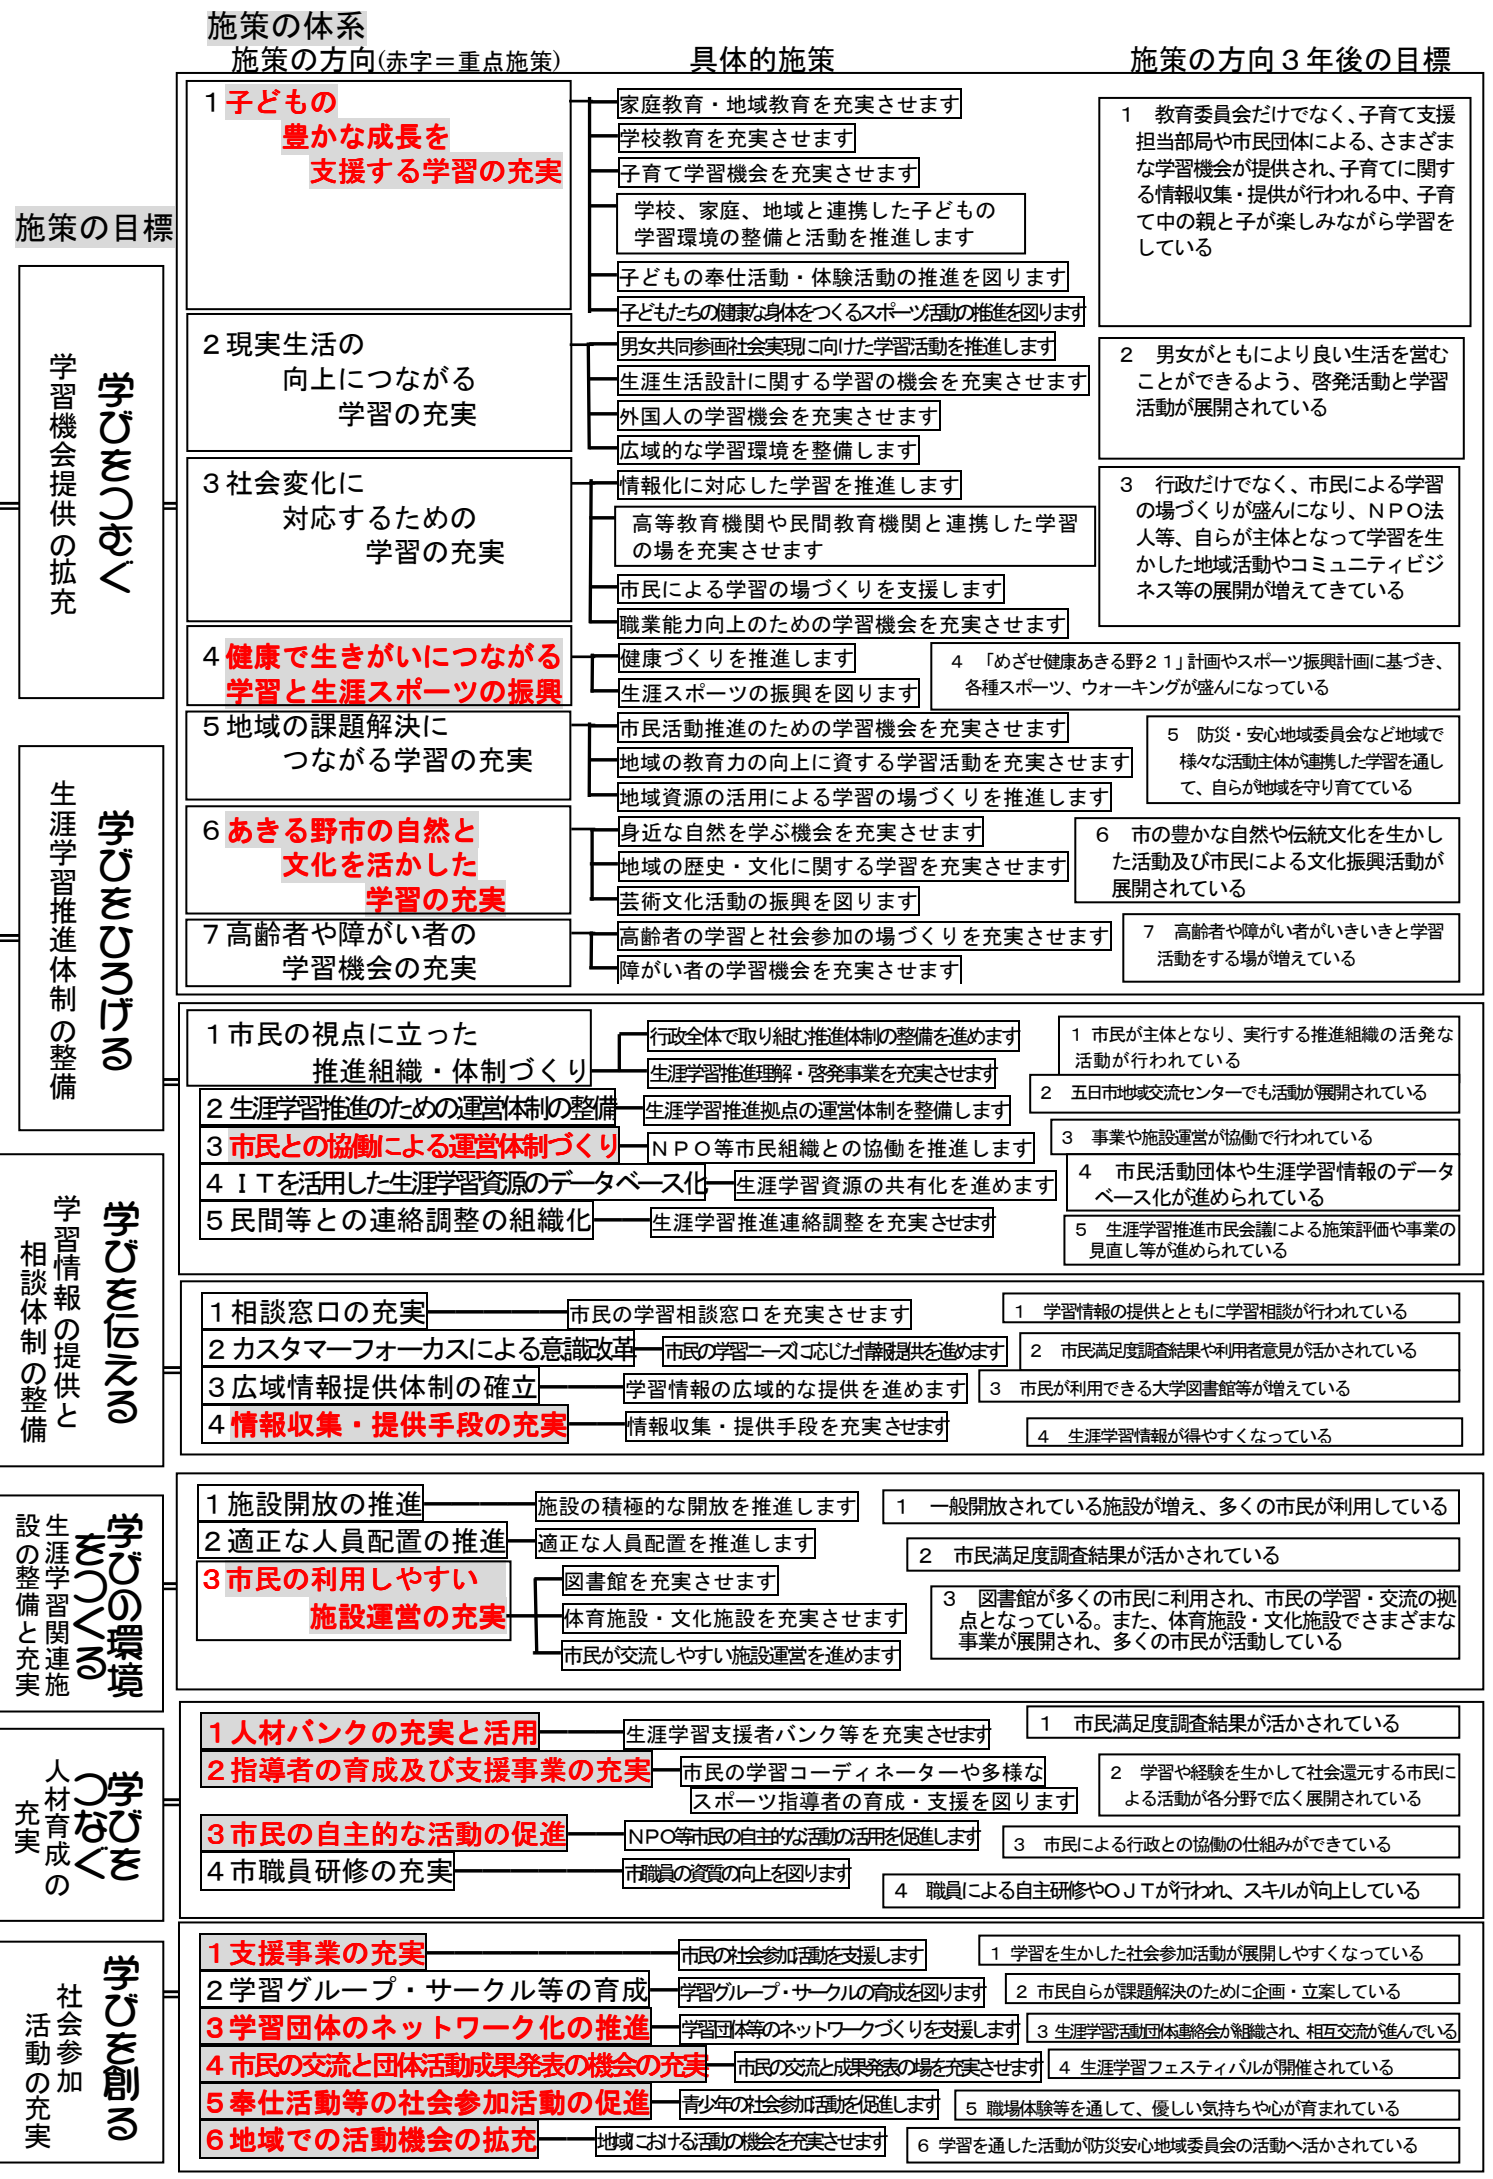 施策の体系
施策の方向(赤字＝重点施策)
具体的施策
施策の方向３年後の目標
施策の目標
学びをつむぐ
学習機会提供の拡充
１子どもの
豊かな成長を
支援する学習の充実
家庭教育・地域教育を充実させます
学校教育を充実させます
子育て学習機会を充実させます
学校、家庭、地域と連携した子どもの
学習環境の整備と活動を推進します
子どもの奉仕活動・体験活動の推進を図ります
子どもたちの健康な身体をつくるスポーツ活動の推進を図ります
１　教育委員会だけでなく、子育て支援
担当部局や市民団体による、さまざま
な学習機会が提供され、子育てに関す
る情報収集・提供が行われる中、子育
て中の親と子が楽しみながら学習を
している
２現実生活の
向上につながる
学習の充実
男女共同参画社会実現に向けた学習活動を推進します
生涯生活設計に関する学習の機会を充実させます
外国人の学習機会を充実させます
広域的な学習環境を整備します
２　男女がともにより良い生活を営む
ことができるよう、啓発活動と学習
活動が展開されている
３社会変化に
対応するための
学習の充実
情報化に対応した学習を推進します
高等教育機関や民間教育機関と連携した学習
の場を充実させます
市民による学習の場づくりを支援します
職業能力向上のための学習機会を充実させます
３　行政だけでなく、市民による学習
の場づくりが盛んになり、ＮＰＯ法
人等、自らが主体となって学習を生
かした地域活動やコミュニティビジ
ネス等の展開が増えてきている
４健康で生きがいにつながる
学習と生涯スポーツの振興
健康づくりを推進します
生涯スポーツの振興を図ります
４　「めざせ健康あきる野２１」計画やスポーツ振興計画に基づき、
各種スポーツ、ウォーキングが盛んになっている
５地域の課題解決に
つながる学習の充実
市民活動推進のための学習機会を充実させます
地域の教育力の向上に資する学習活動を充実させます
地域資源の活用による学習の場づくりを推進します
５　防災・安心地域委員会など地域で
様々な活動主体が連携した学習を通し
て、自らが地域を守り育てている
６あきる野市の自然と
文化を活かした
学習の充実
身近な自然を学ぶ機会を充実させます
地域の歴史・文化に関する学習を充実させます
芸術文化活動の振興を図ります
６　市の豊かな自然や伝統文化を生かし
た活動及び市民による文化振興活動が
展開されている
７高齢者や障がい者の
学習機会の充実
高齢者の学習と社会参加の場づくりを充実させます
障がい者の学習機会を充実させます
７　高齢者や障がい者がいきいきと学習
活動をする場が増えている
学びをひろげる
生涯学習推進体制の整備
１市民の視点に立った
推進組織・体制づくり
行政全体で取り組む推進体制の整備を進めます
生涯学習推進理解・啓発事業を充実させます
１ 市民が主体となり、実行する推進組織の活発な
活動が行われている
２生涯学習推進のための運営体制の整備
生涯学習推進拠点の運営体制を整備します
２　五日市地域交流センターでも活動が展開されている
３市民との協働による運営体制づくり
ＮＰＯ等市民組織との協働を推進します
３　事業や施設運営が協働で行われている
４ＩＴを活用した生涯学習資源のデータベース化
生涯学習資源の共有化を進めます
４　市民活動団体や生涯学習情報のデータ
ベース化が進められている
５民間等との連絡調整の組織化
生涯学習推進連絡調整を充実させます
５　生涯学習推進市民会議による施策評価や事業の
見直し等が進められている
学びを伝える
学習情報の提供と
相談体制の整備
１相談窓口の充実
市民の学習相談窓口を充実させます
１　学習情報の提供とともに学習相談が行われている
２カスタマーフォーカスによる意識改革
市民の学習ニーズに応じた情報提供を進めます
２　市民満足度調査結果や利用者意見が活かされている
３広域情報提供体制の確立
学習情報の広域的な提供を進めます
３　市民が利用できる大学図書館等が増えている
４情報収集・提供手段の充実
情報収集・提供手段を充実させます
４　生涯学習情報が得やすくなっている
学びの環境
をつくる
生涯学習関連施
設の整備と充実
１施設開放の推進
施設の積極的な開放を推進します
１　一般開放されている施設が増え、多くの市民が利用している
２適正な人員配置の推進
適正な人員配置を推進します
２　市民満足度調査結果が活かされている
３市民の利用しやすい
施設運営の充実
図書館を充実させます
体育施設・文化施設を充実させます
市民が交流しやすい施設運営を進めます
３　図書館が多くの市民に利用され、市民の学習・交流の拠
点となっている。また、体育施設・文化施設でさまざまな
事業が展開され、多くの市民が活動している
学びを
つなぐ
人材育成の
充実
１人材バンクの充実と活用
生涯学習支援者バンク等を充実させます
１　市民満足度調査結果が活かされている
２指導者の育成及び支援事業の充実
市民の学習コーディネーターや多様な
スポーツ指導者の育成・支援を図ります
２　学習や経験を生かして社会還元する市民に
よる活動が各分野で広く展開されている
３市民の自主的な活動の促進
ＮＰＯ等市民の自主的な活動の活用を促進します
３　市民による行政との協働の仕組みができている
４市職員研修の充実
市職員の資質の向上を図ります
４　職員による自主研修やＯＪＴが行われ、スキルが向上している
学びを創る
社会参加
活動の充実
１支援事業の充実
市民の社会参加活動を支援します
１ 学習を生かした社会参加活動が展開しやすくなっている
２学習グループ・サークル等の育成
学習グループ・サークルの育成を図ります
２ 市民自らが課題解決のために企画・立案している
３学習団体のネットワーク化の推進
学習団体等のネットワークづくりを支援します
３ 生涯学習活動団体連絡会が組織され、相互交流が進んでいる
４市民の交流と団体活動成果発表の機会の充実
市民の交流と成果発表の場を充実させます
４ 生涯学習フェスティバルが開催されている
５奉仕活動等の社会参加活動の促進
青少年の社会参加活動を促進します
５ 職場体験等を通して、優しい気持ちや心が育まれている
６地域での活動機会の拡充
地域における活動の機会を充実させます
６ 学習を通した活動が防災安心地域委員会の活動へ活かされている